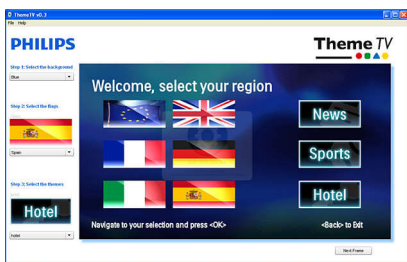 ThemeTV v0.3
File Help
PHILIPS
Theme TV
Step 1: Select the background
Blue
Step 2: Select the flags
Spain
Step 3: Select the themes
Hotel
Hotel
Welcome, select your region
News
Sports
Hotel
Navigate to your selection and press <OK>
<Back> to Exit
Next Frame